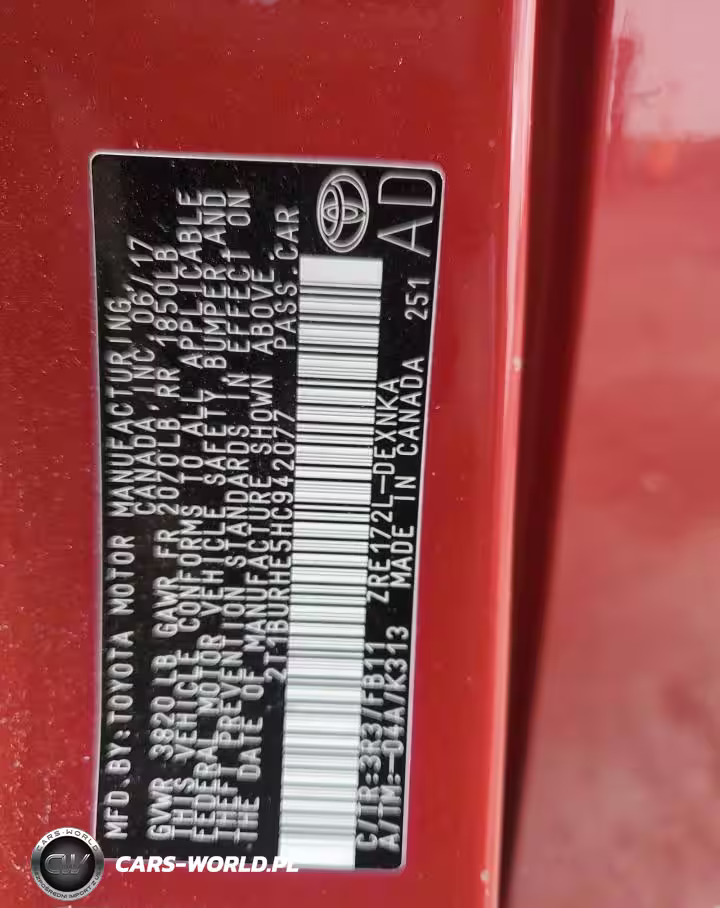 MFD.BY:TOYOTA MOTOR MANUFACTURING,
CANADA, INC 06/17
GVWR 3820LB GAWR FR 2070LB RR 1850LB
THIS VEHICLE CONFORMS TO ALL APPLICABLE
FEDERAL MOTOR VEHICLE SAFETY, BUMPER,AND
THEFT PREVENTION STANDARDS IN EFFECT ON
THE DATE OF MANUFACTURE SHOWN ABOVE.
2T1BURHE5HC942077 PASS.CAR
C/TR:3R3/FB11 ZRE172L-DEXNKA
A/TM:-04A/K313 MADE IN CANADA 251
AD
CARS-WORLD.PL
CARS-WORLD
CW